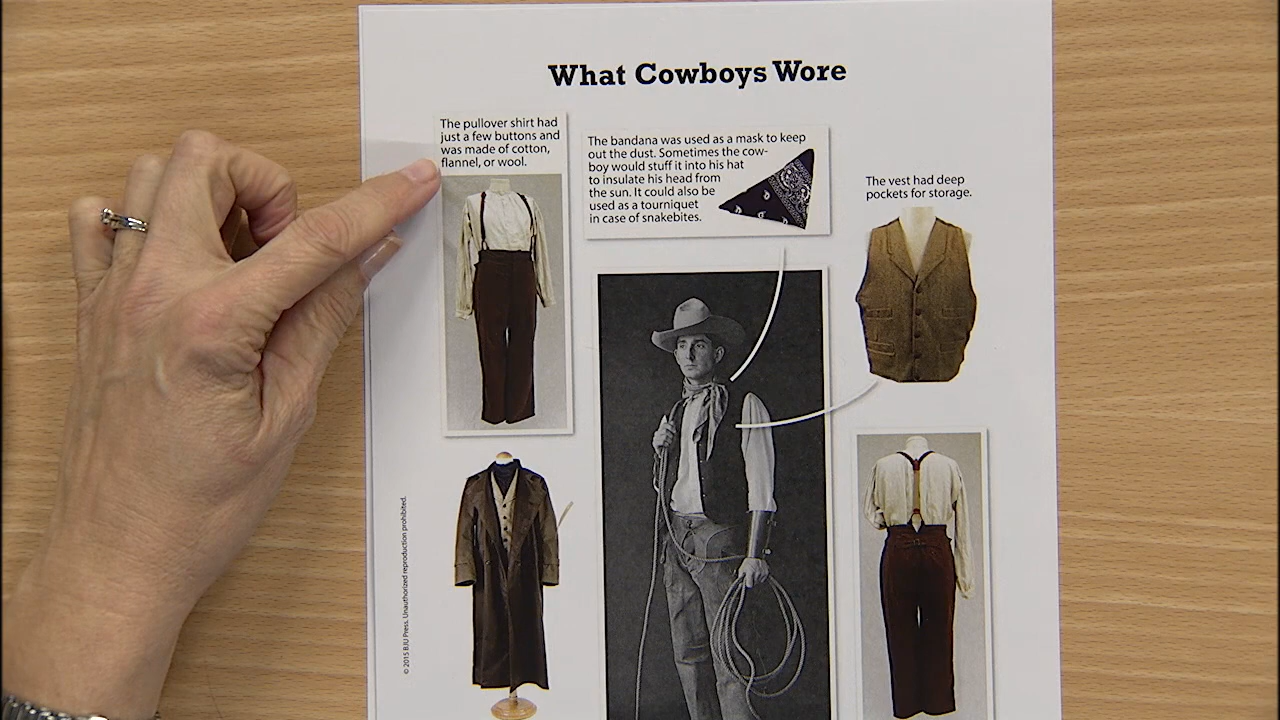 What Cowboys Wore
The pullover shirt had
just a few buttons and
was made of cotton,
flannel, or wool.
The bandana was used as a mask to keep
out the dust. Sometimes the cow-
boy would stuff it into his hat
to insulate his head from
the sun. It could also be
used as a tourniquet
in case of snakebites.
The vest had deep
pockets for storage.
© 2015 BJU Press. Unauthorized reproduction prohibited.